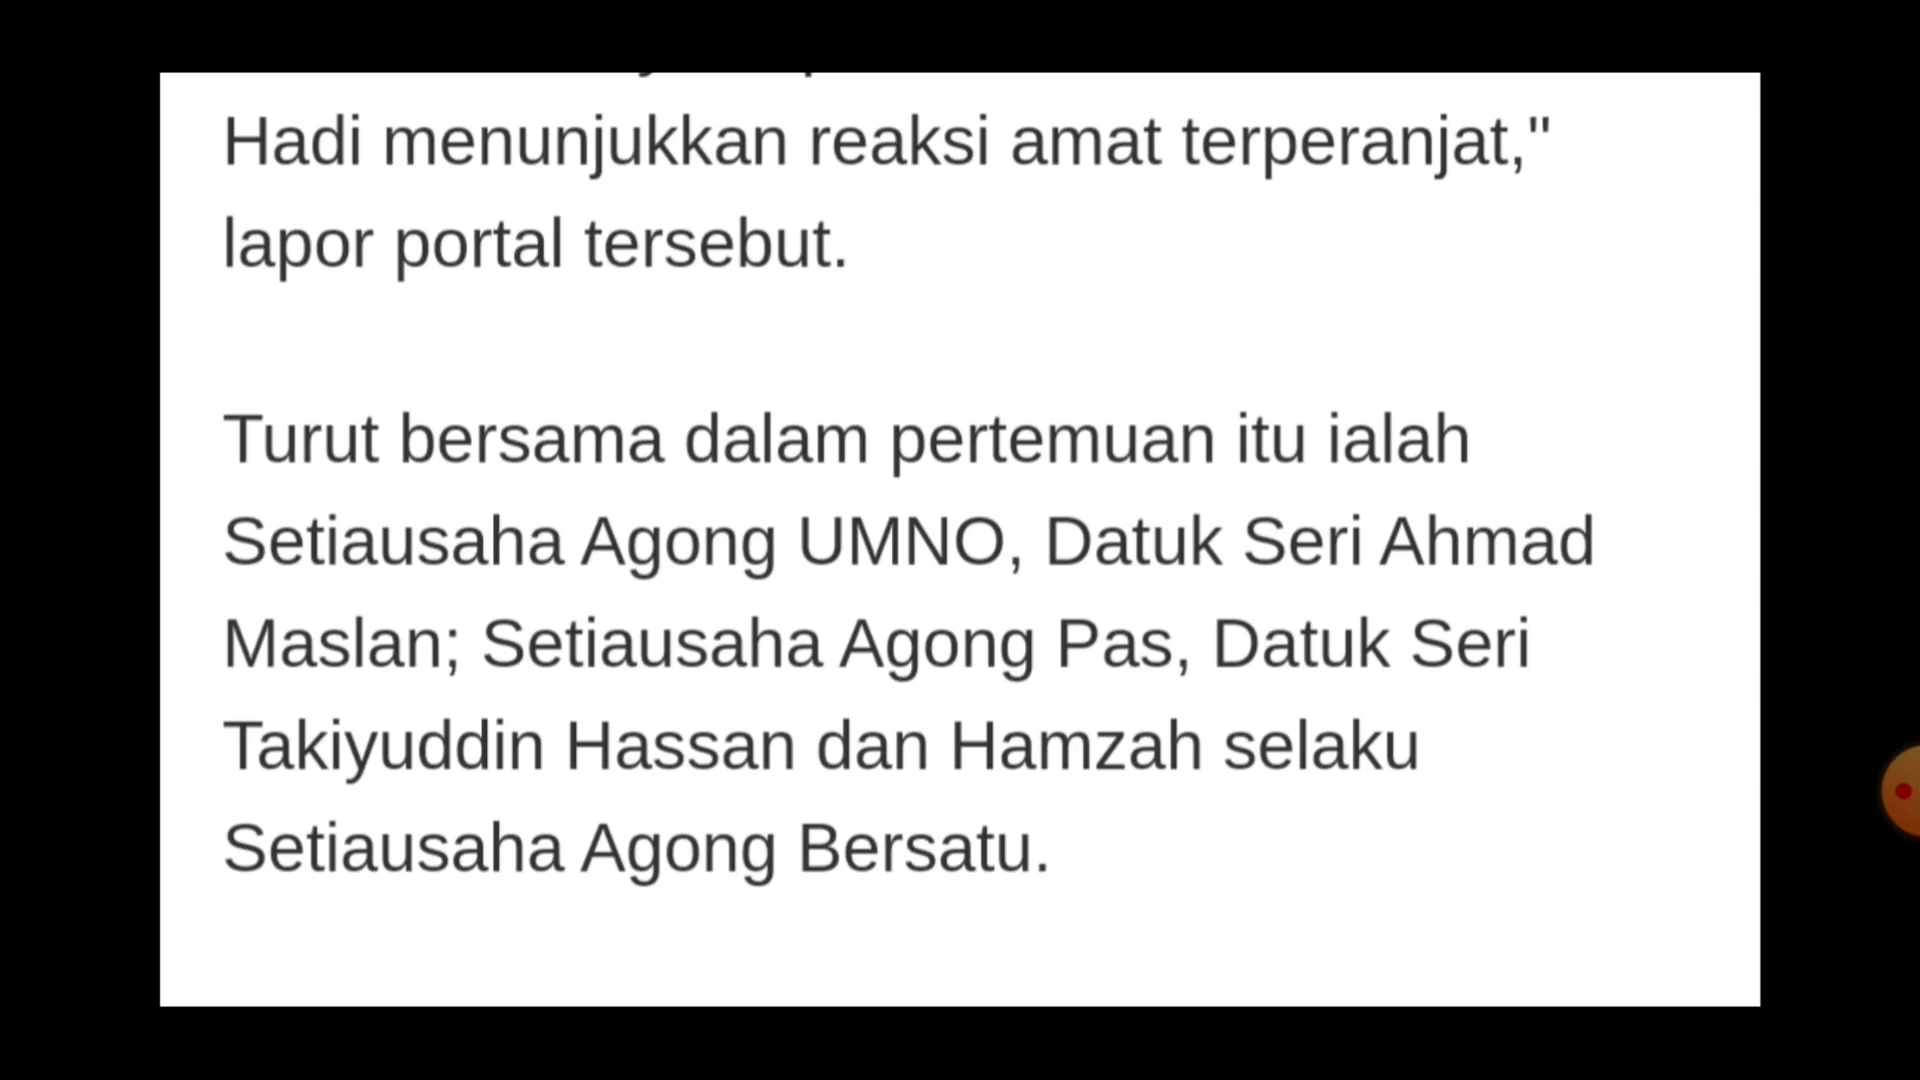 Hadi menunjukkan reaksi amat terperanjat,"
lapor portal tersebut.
Turut bersama dalam pertemuan itu ialah
Setiausaha Agong UMNO, Datuk Seri Ahmad
Maslan; Setiausaha Agong Pas, Datuk Seri
Takiyuddin Hassan dan Hamzah selaku
Setiausaha Agong Bersatu.